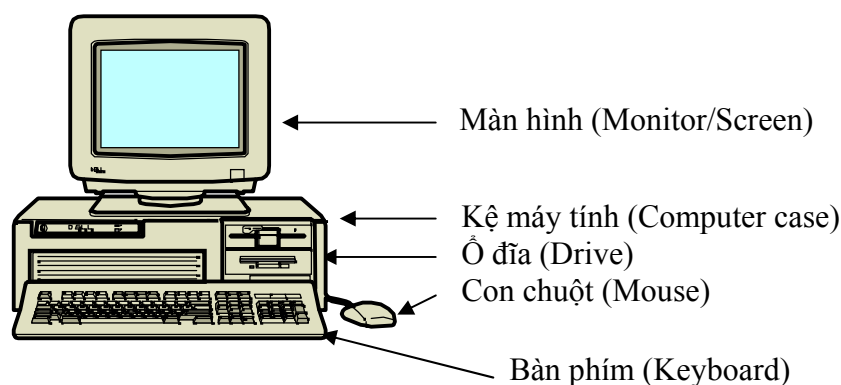 Màn hình (Monitor/Screen)
Kệ máy tính (Computer case)
Ổ đĩa (Drive)
Con chuột (Mouse)
Bàn phím (Keyboard)